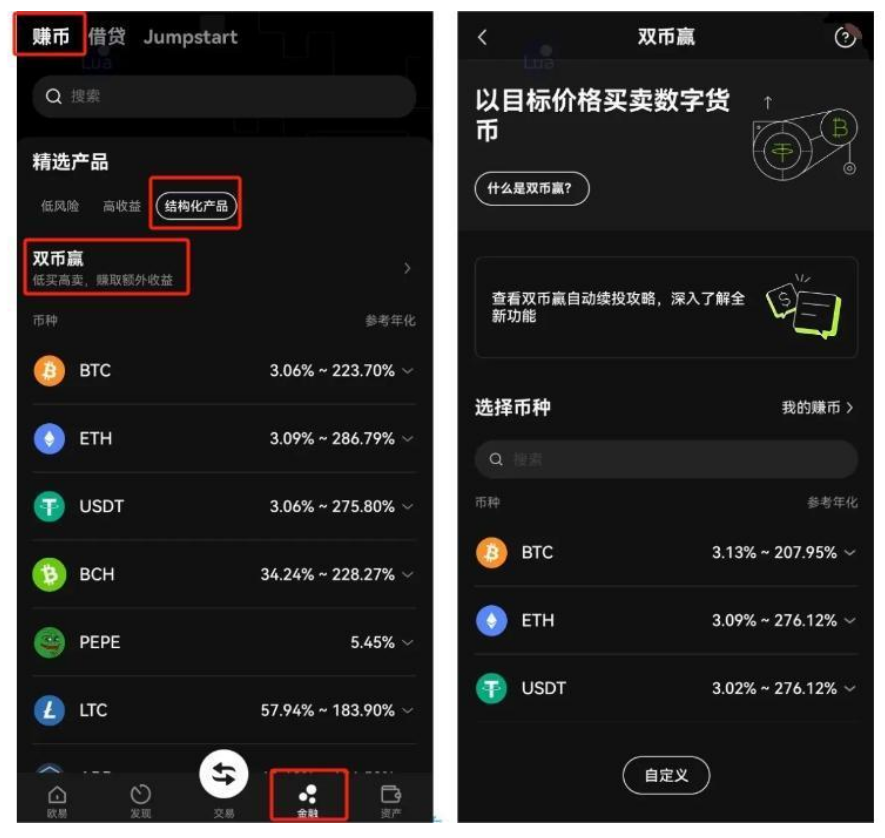 赚币 借贷 Jumpstart
Lua
搜索
精选产品
低风险 高收益 结构化产品
双币赢
低买高卖，赚取额外收益
币种 参考年化
BTC 3.06% ~ 223.70%
ETH 3.09% ~ 286.79%
USDT 3.06% ~ 275.80%
BCH 34.24% ~ 228.27%
PEPE 5.45%
LTC 57.94% ~ 183.90%
欧易 发现 交易 金融 资产
双币赢
Lua
以目标价格买卖数字货
币
什么是双币赢?
查看双币赢自动续投攻略，深入了解全
新功能
选择币种 我的赚币
搜索
币种 参考年化
BTC 3.13% ~ 207.95%
ETH 3.09% ~ 276.12%
USDT 3.02% ~ 276.12%
自定义